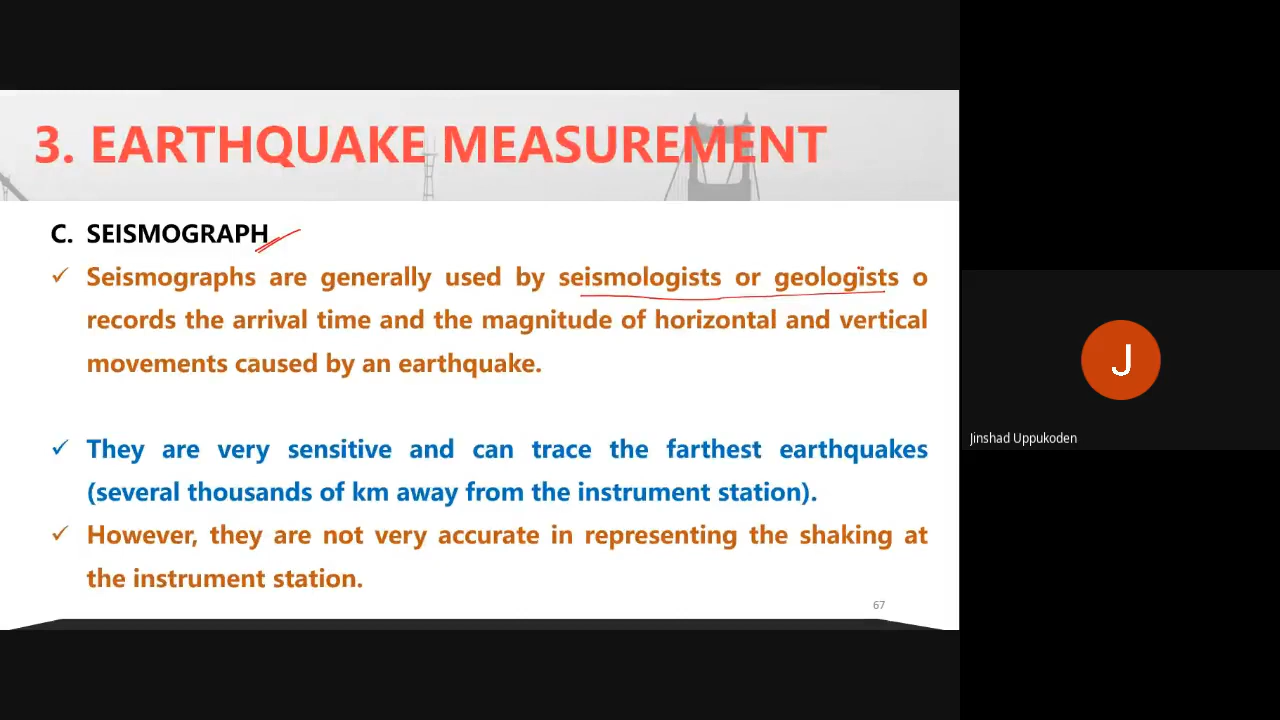 3. EARTHQUAKE MEASUREMENT
C. SEISMOGRAPH
✓ Seismographs are generally used by seismologists or geologists o
records the arrival time and the magnitude of horizontal and vertical
movements caused by an earthquake.
✓ They are very sensitive and can trace the farthest earthquakes
(several thousands of km away from the instrument station).
✓ However, they are not very accurate in representing the shaking at
the instrument station.
67
J
Jinshad Uppukoden